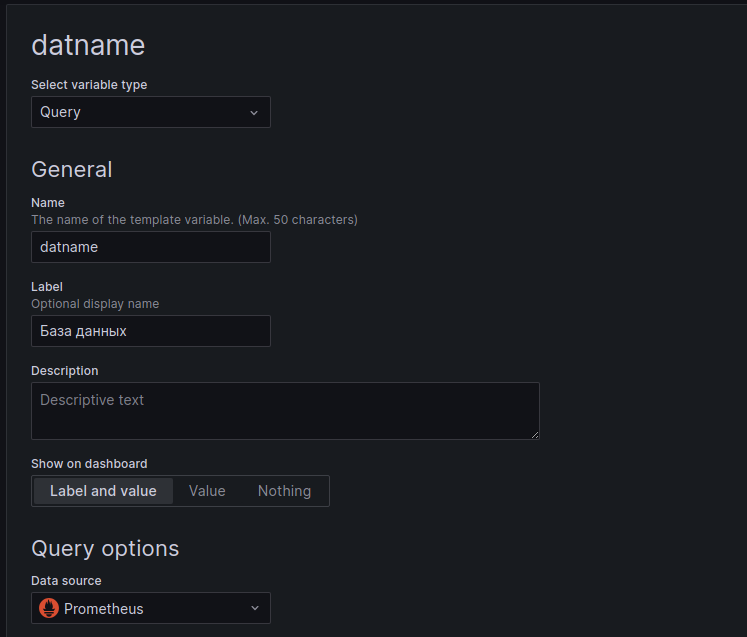 datname
Select variable type
Query
General
Name
The name of the template variable. (Max. 50 characters)
datname
Label
Optional display name
База данных
Description
Descriptive text
Show on dashboard
Label and value Value Nothing
Query options
Data source
Prometheus